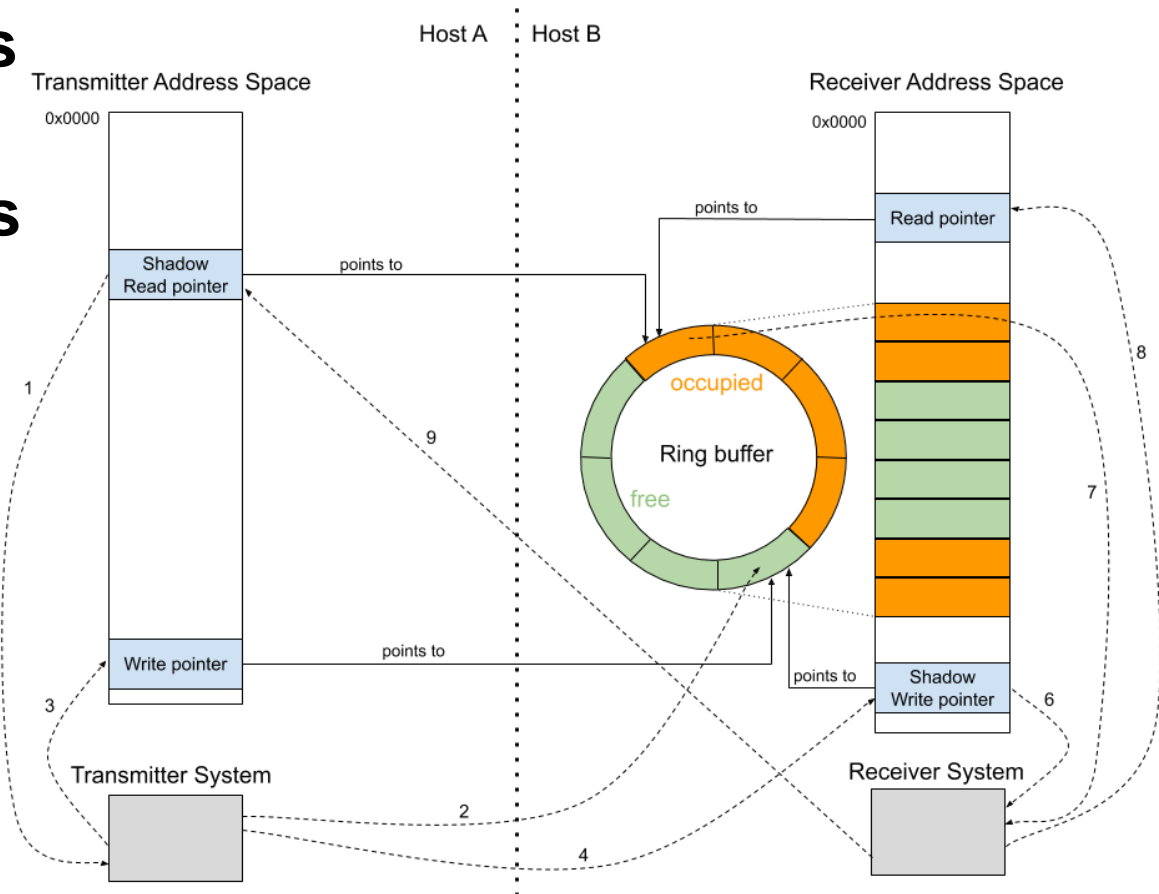 s
s
Host A
Host B
Transmitter Address Space
Receiver Address Space
0x0000
0x0000
Read pointer
points to
Shadow
Read pointer
points to
occupied
Ring buffer
free
1
9
8
7
Write pointer
points to
points to
Shadow
Write pointer
3
6
Transmitter System
Receiver System
2
4